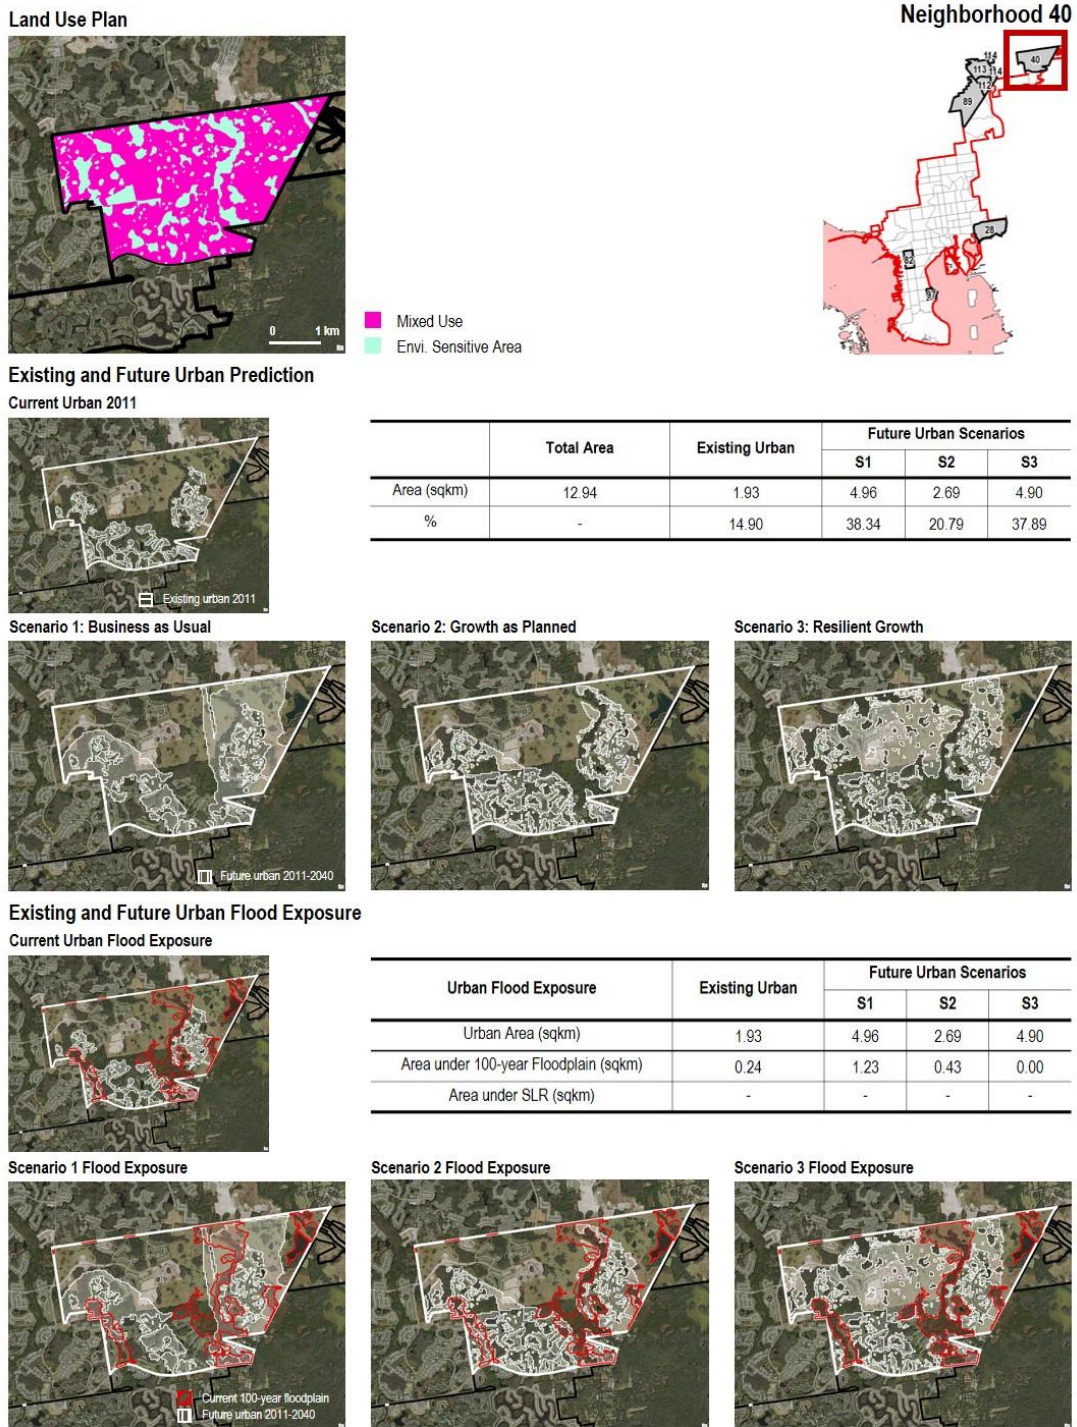 Land Use Plan
Neighborhood 40
114
113
114
112
40
89
28
82
97
0 1 km
Mixed Use
Envi. Sensitive Area
Existing and Future Urban Prediction
Current Urban 2011
Existing urban 2011
Total Area Existing Urban Future Urban Scenarios
S1 S2 S3
Area (sqkm) 12.94 1.93 4.96 2.69 4.90
% - 14.90 38.34 20.79 37.89
Scenario 1: Business as Usual
Scenario 2: Growth as Planned
Scenario 3: Resilient Growth
Future urban 2011-2040
Existing and Future Urban Flood Exposure
Current Urban Flood Exposure
Urban Flood Exposure Existing Urban Future Urban Scenarios
S1 S2 S3
Urban Area (sqkm) 1.93 4.96 2.69 4.90
Area under 100-year Floodplain (sqkm) 0.24 1.23 0.43 0.00
Area under SLR (sqkm) - - - -
Scenario 1 Flood Exposure
Scenario 2 Flood Exposure
Scenario 3 Flood Exposure
Current 100-year floodplain
Future urban 2011-2040